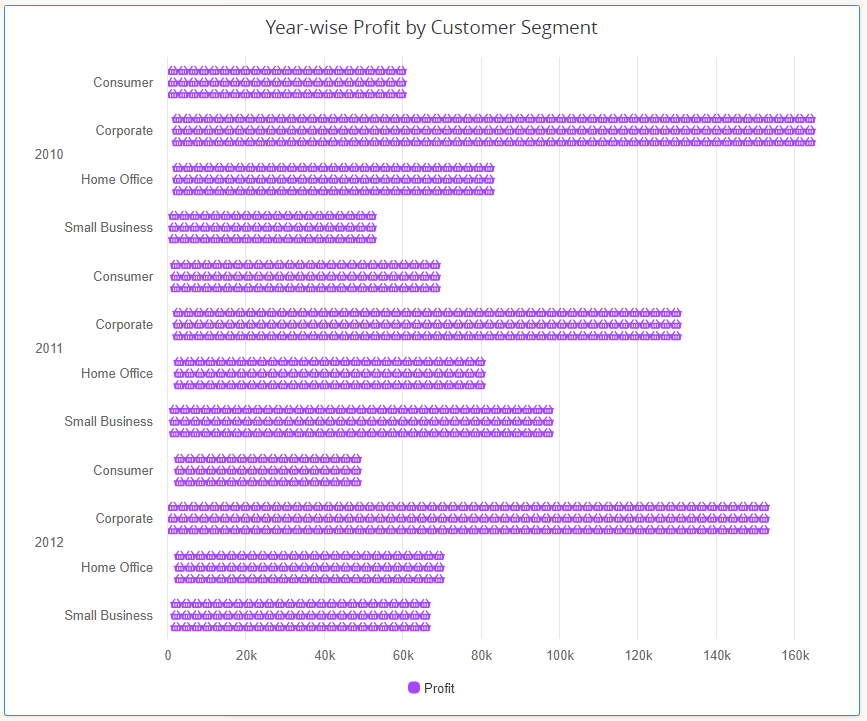 Year-wise Profit by Customer Segment
Consumer
Corporate
2010
Home Office
Small Business
Consumer
Corporate
2011
Home Office
Small Business
Consumer
Corporate
2012
Home Office
Small Business
0 20k 40k 60k 80k 100k 120k 140k 160k
Profit